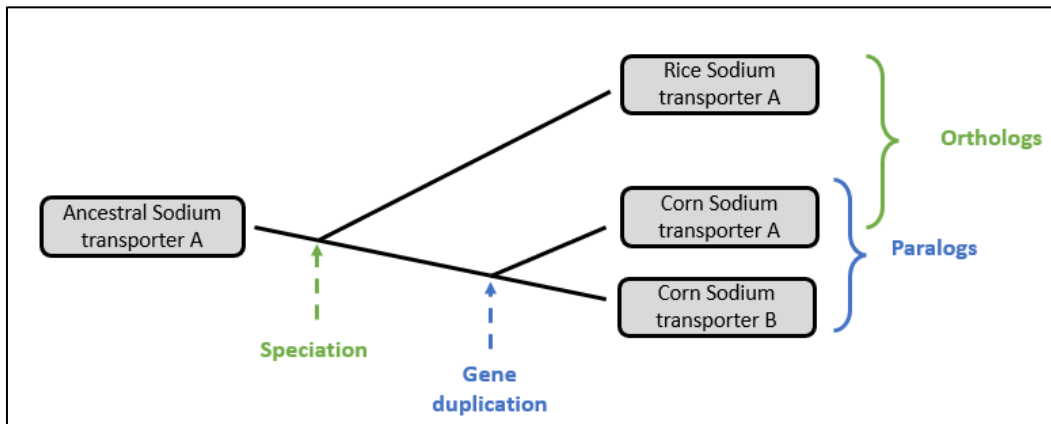 Rice Sodium
transporter A
Orthologs
Ancestral Sodium
transporter A
Corn Sodium
transporter A
Paralogs
Corn Sodium
transporter B
Speciation
Gene
duplication